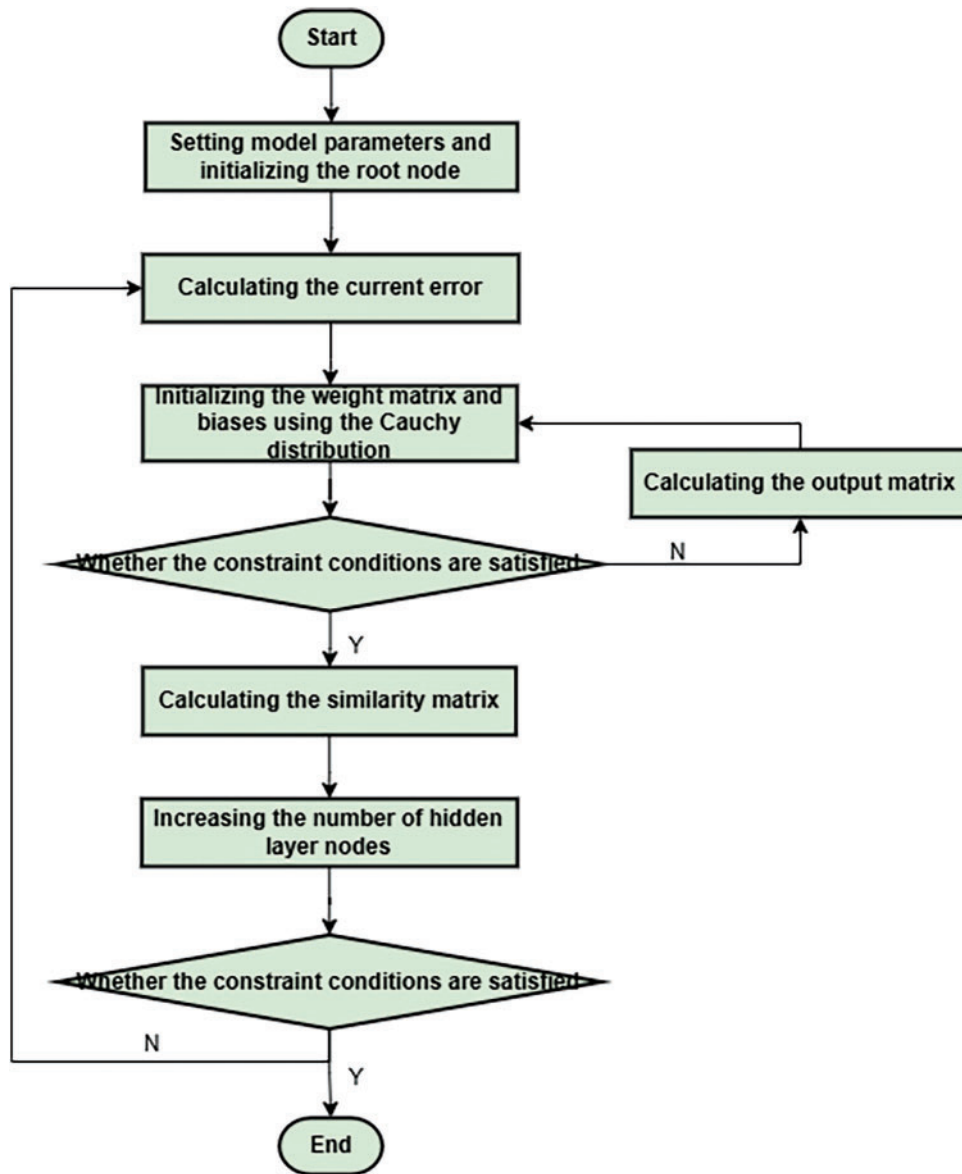 Start
Setting model parameters and
initializing the root node
Calculating the current error
Initializing the weight matrix and
biases using the Cauchy
distribution
Calculating the output matrix
Whether the constraint conditions are satisfied
N
Y
Calculating the similarity matrix
Increasing the number of hidden
layer nodes
Whether the constraint conditions are satisfied
N
Y
End